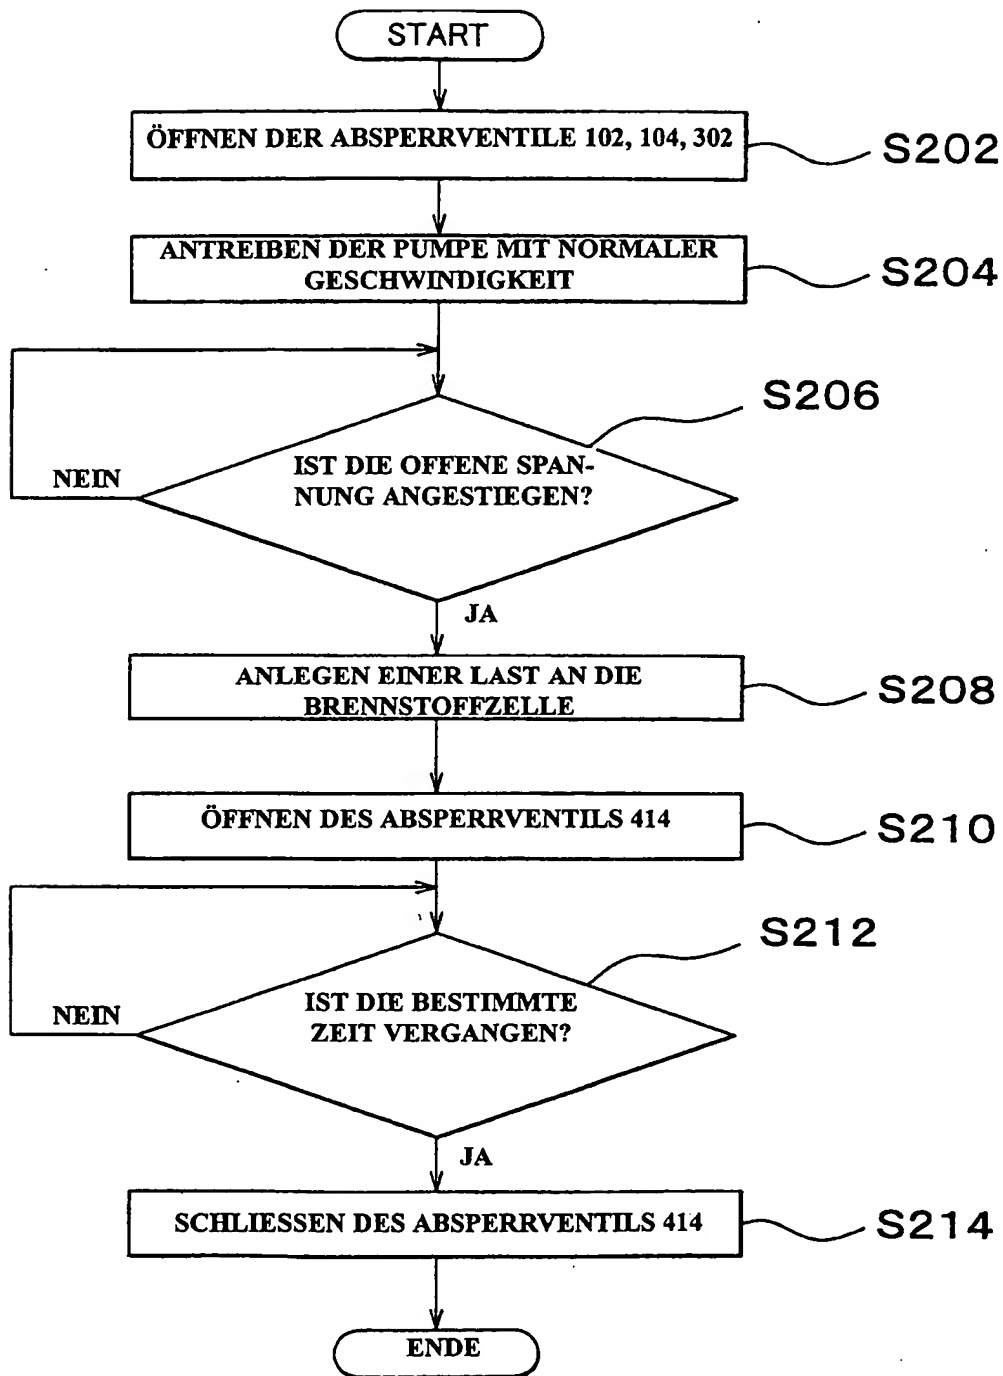 START
ÖFFNEN DER ABSPERRVENTILE 102, 104, 302
S202
ANTREIBEN DER PUMPE MIT NORMALER
GESCHWINDIGKEIT
S204
S206
IST DIE OFFENE SPAN-
NUNG ANGESTIEGEN?
NEIN
JA
ANLEGEN EINER LAST AN DIE
BRENNSTOFFZELLE
S208
ÖFFNEN DES ABSPERRVENTILS 414
S210
S212
IST DIE BESTIMMTE
ZEIT VERGANGEN?
NEIN
JA
SCHLIESSEN DES ABSPERRVENTILS 414
S214
ENDE